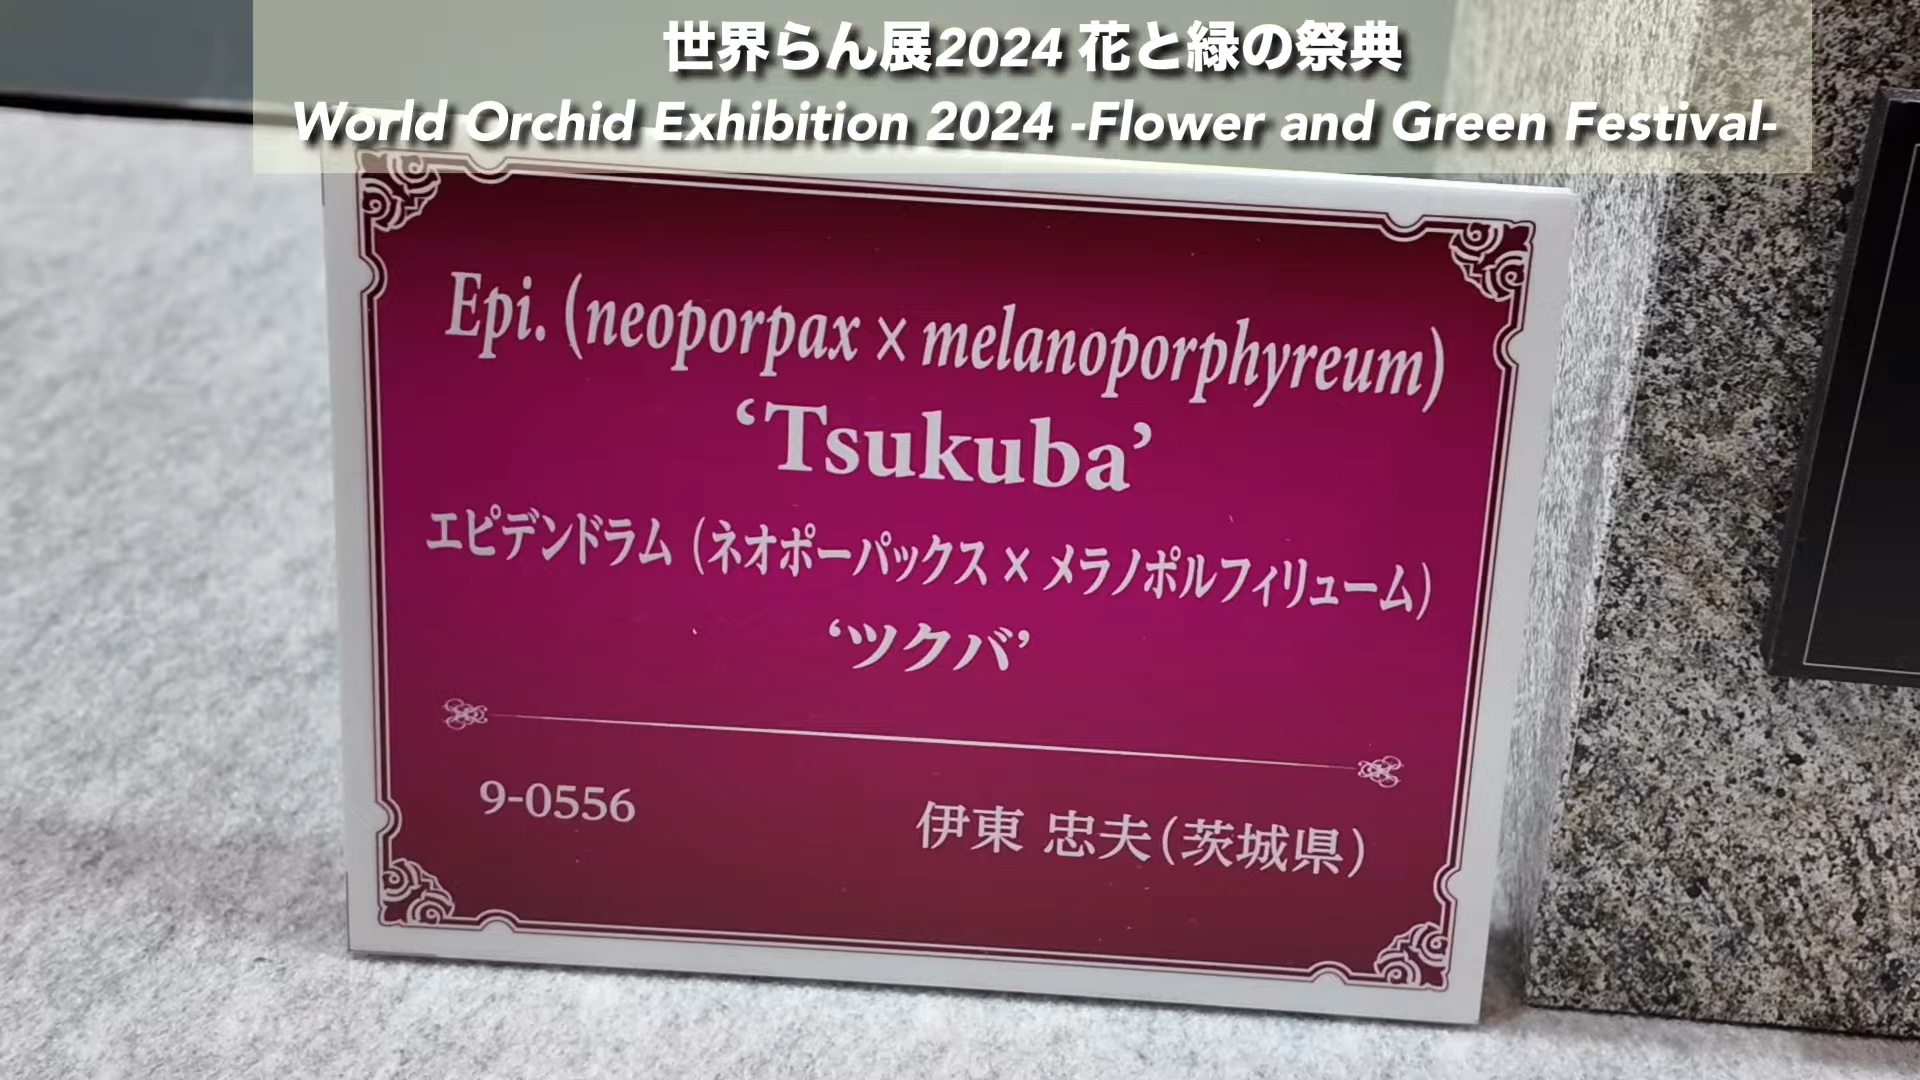 世界らん展2024 花と緑の祭典
World Orchid Exhibition 2024 -Flower and Green Festival-
Epi. (neoporpax × melanoporphyreum)
‘Tsukuba’
エピデンドラム (ネオポーパックス × メラノポルフィリューム)
‘ツクバ’
9-0556 伊東 忠夫(茨城県)